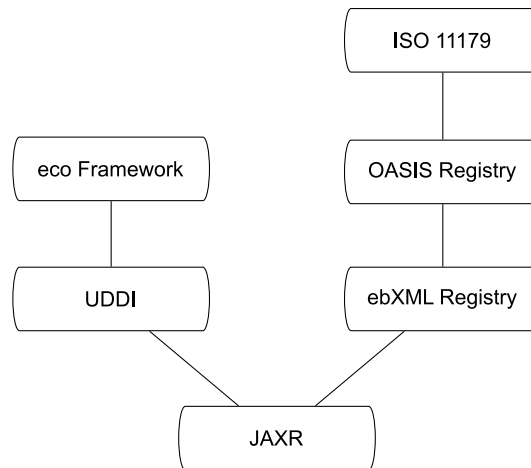 ISO 11179
eco Framework
OASIS Registry
UDDI
ebXML Registry
JAXR